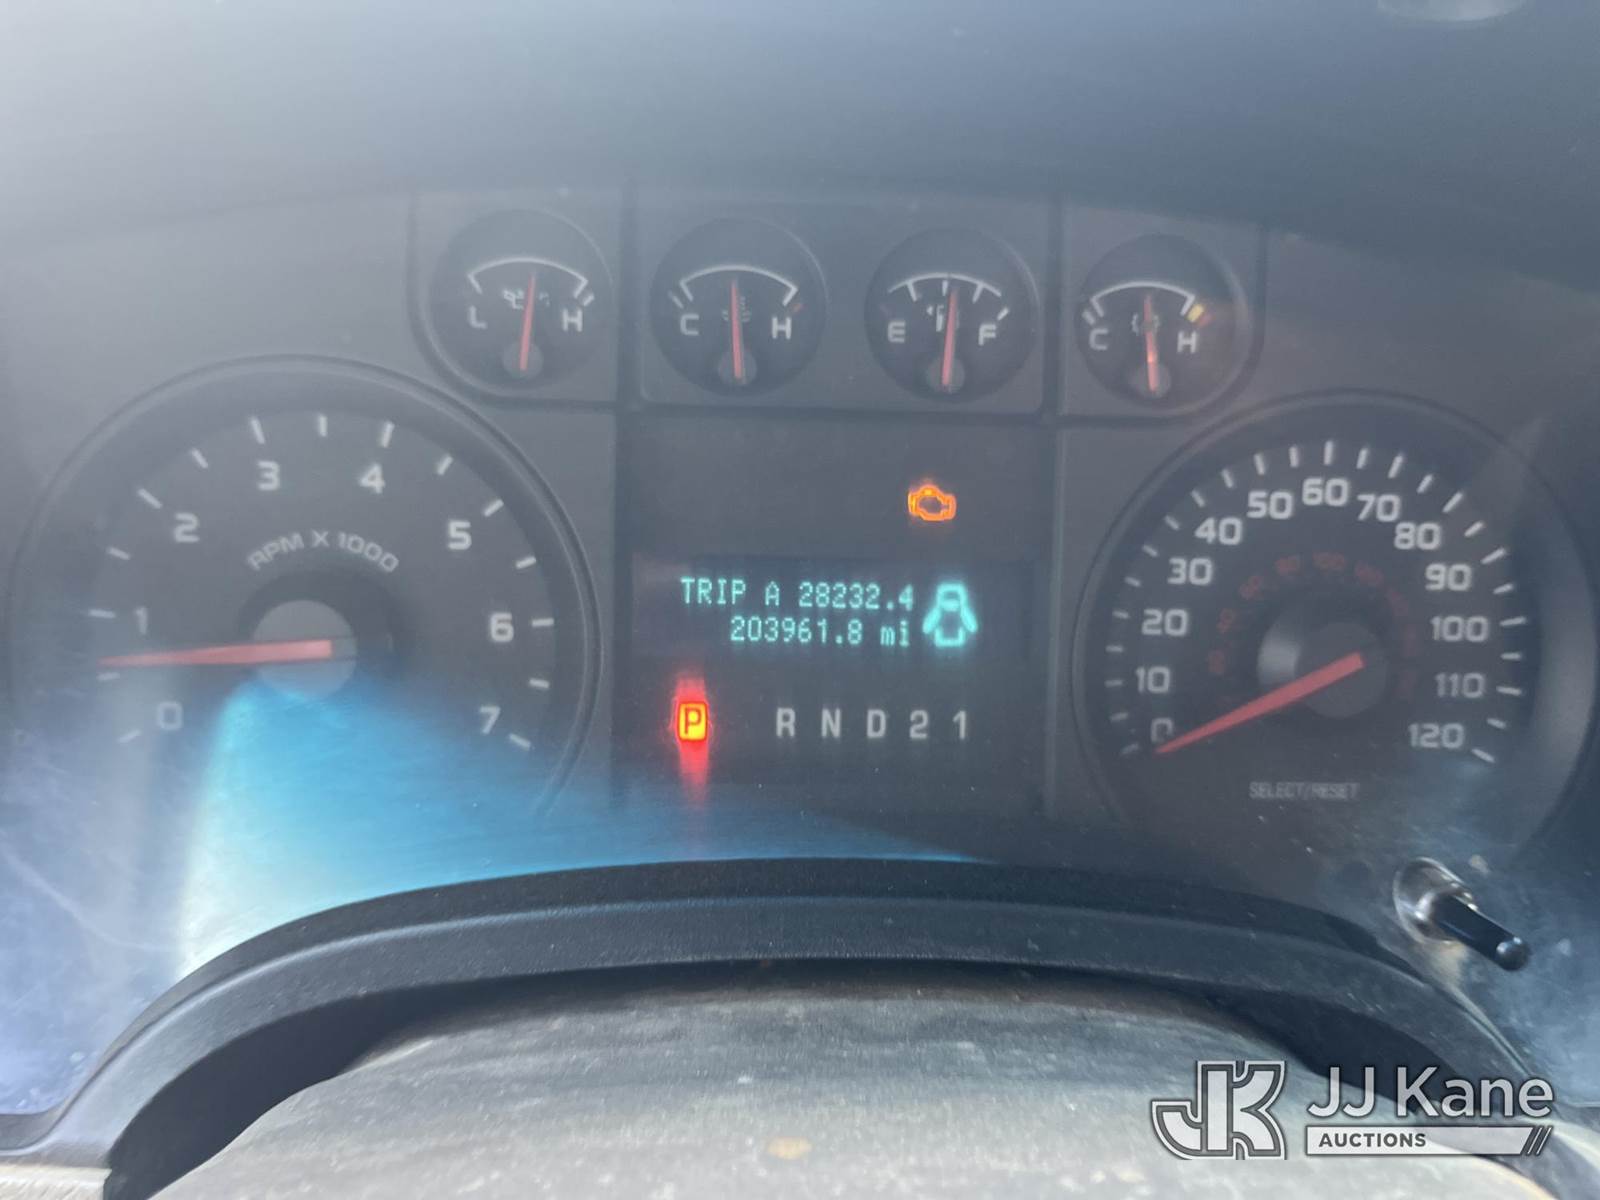 L H
C H
E F
C H
0 1 2 3 4 5 6 7
RPM X 1000
TRIP A 28232.4
203961.8 mi
P R N D 2 1
0 10 20 30 40 50 60 70 80 90 100 110 120
SELECT/RESET
JK JJ Kane
AUCTIONS